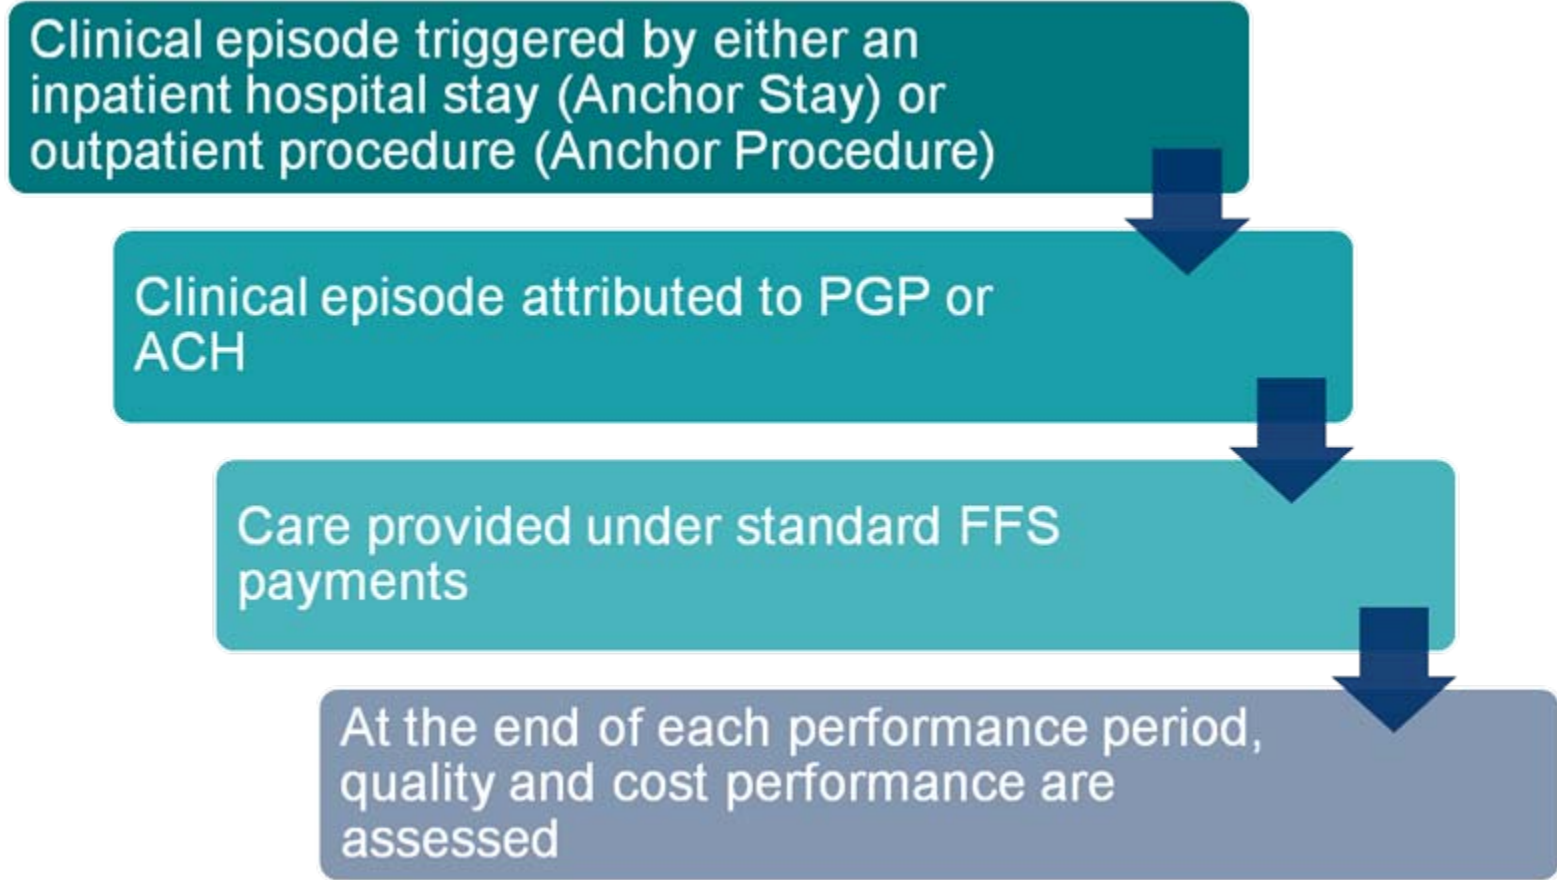 Clinical episode triggered by either an
inpatient hospital stay (Anchor Stay) or
outpatient procedure (Anchor Procedure)
Clinical episode attributed to PGP or
ACH
Care provided under standard FFS
payments
At the end of each performance period,
quality and cost performance are
assessed